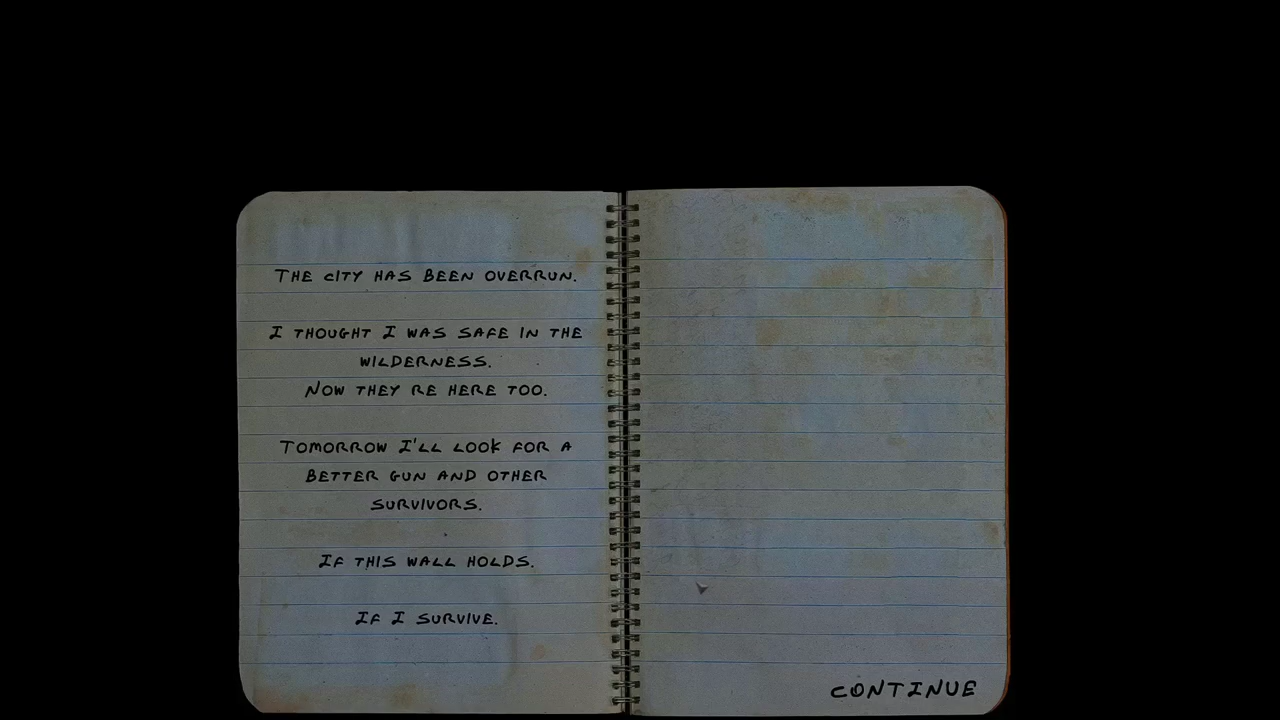 THE CITY HAS BEEN OVERRUN.
I THOUGHT I WAS SAFE IN THE
WILDERNESS.
NOW THEY RE HERE TOO.
TOMORROW I'LL LOOK FOR A
BETTER GUN AND OTHER
SURVIVORS.
IF THIS WALL HOLDS.
IF I SURVIVE.
CONTINUE